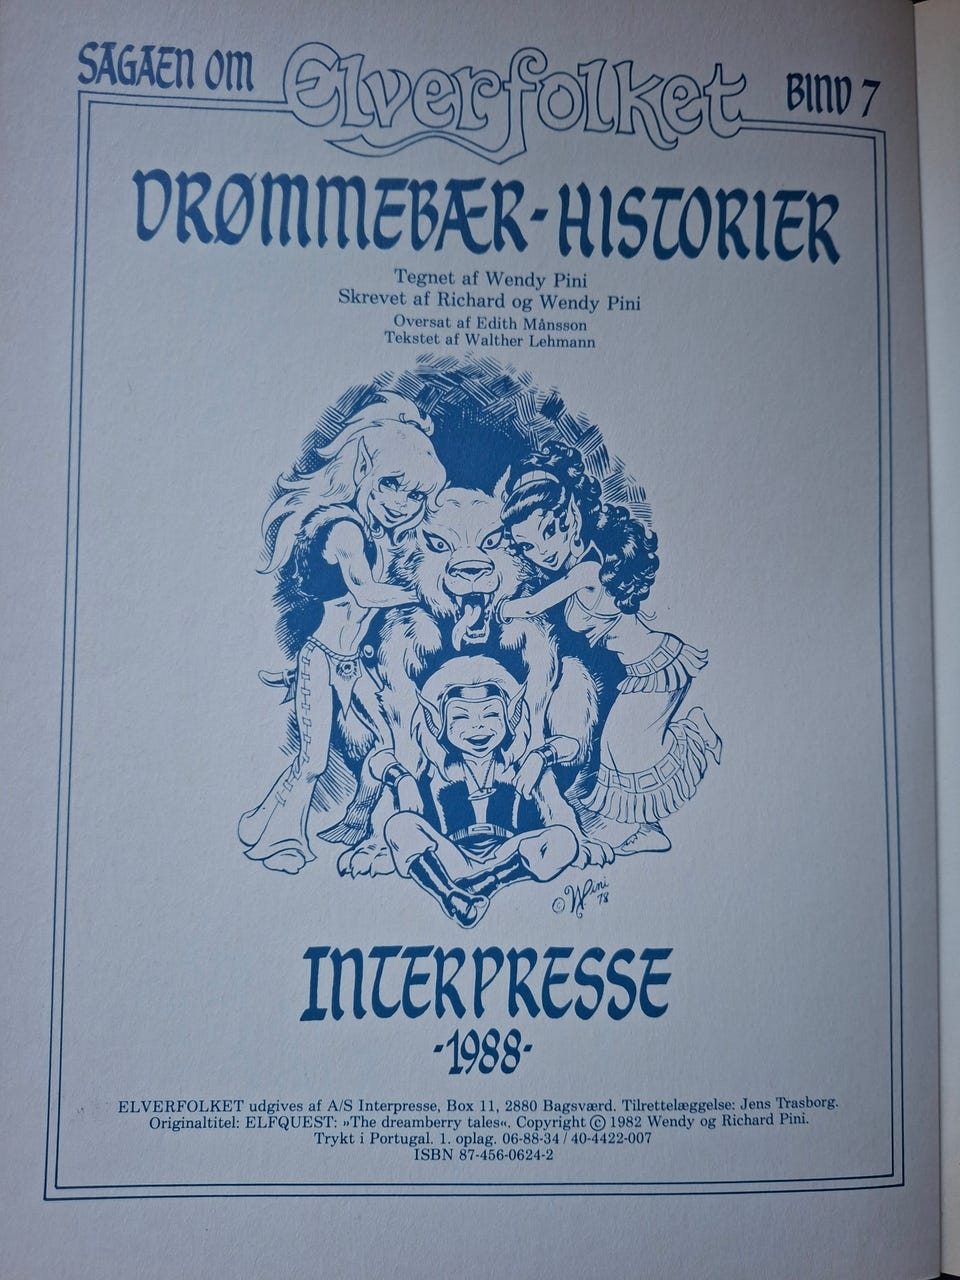 SAGAEN OM Elverfolket BIND 7
DRØMMEBÆR-HISTORIER
Tegnet af Wendy Pini
Skrevet af Richard og Wendy Pini
Oversat af Edith Månsson
Tekstet af Walther Lehmann
© WPini 78
INTERPRESSE
-1988-
ELVERFOLKET udgives af A/S Interpresse, Box 11, 2880 Bagsværd. Tilrettelæggelse: Jens Trasborg.
Originaltitel: ELFQUEST: »The dreamberry tales«. Copyright © 1982 Wendy og Richard Pini.
Trykt i Portugal. 1. oplag. 06-88-34 / 40-4422-007
ISBN 87-456-0624-2